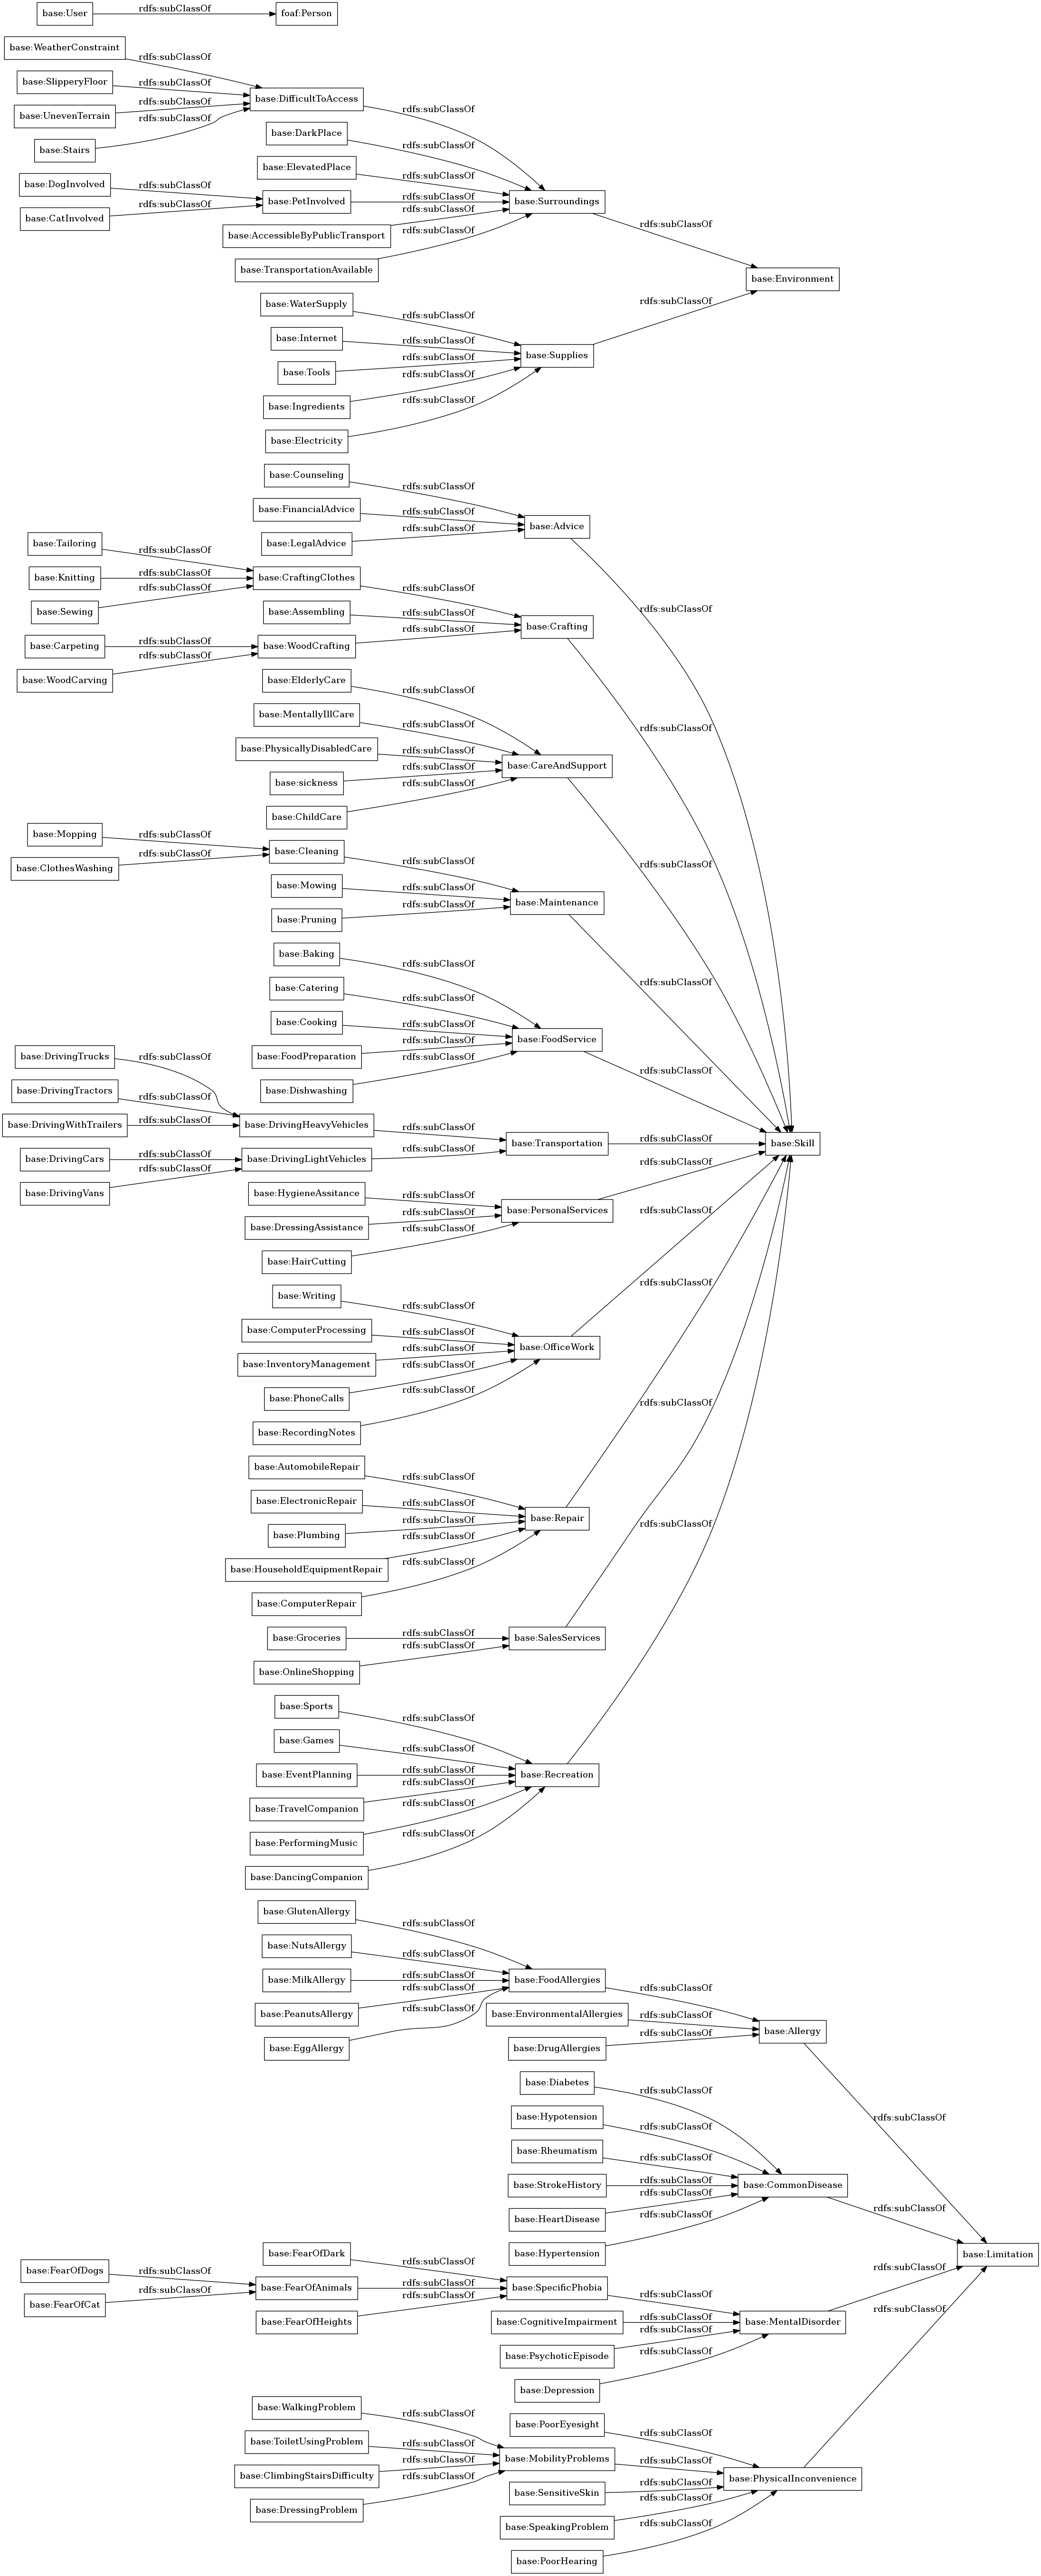 base:User
rdfs:subClassOf
foaf:Person
base:WeatherConstraint
rdfs:subClassOf
base:SlipperyFloor
rdfs:subClassOf
base:DifficultToAccess
rdfs:subClassOf
base:UnevenTerrain
rdfs:subClassOf
base:Stairs
rdfs:subClassOf
base:DarkPlace
rdfs:subClassOf
base:ElevatedPlace
rdfs:subClassOf
base:DogInvolved
rdfs:subClassOf
base:CatInvolved
rdfs:subClassOf
base:PetInvolved
rdfs:subClassOf
base:Surroundings
rdfs:subClassOf
base:AccessibleByPublicTransport
rdfs:subClassOf
base:TransportationAvailable
rdfs:subClassOf
base:Environment
base:WaterSupply
rdfs:subClassOf
base:Internet
rdfs:subClassOf
base:Supplies
rdfs:subClassOf
base:Tools
rdfs:subClassOf
base:Ingredients
rdfs:subClassOf
base:Electricity
rdfs:subClassOf
base:Counseling
rdfs:subClassOf
base:FinancialAdvice
rdfs:subClassOf
base:Advice
rdfs:subClassOf
base:LegalAdvice
rdfs:subClassOf
base:Tailoring
rdfs:subClassOf
base:Knitting
rdfs:subClassOf
base:CraftingClothes
rdfs:subClassOf
base:Sewing
rdfs:subClassOf
base:Assembling
rdfs:subClassOf
base:Crafting
rdfs:subClassOf
base:Carpeting
rdfs:subClassOf
base:WoodCrafting
rdfs:subClassOf
base:WoodCarving
rdfs:subClassOf
base:ElderlyCare
rdfs:subClassOf
base:MentallyIllCare
rdfs:subClassOf
base:PhysicallyDisabledCare
rdfs:subClassOf
base:CareAndSupport
rdfs:subClassOf
base:sickness
rdfs:subClassOf
base:ChildCare
rdfs:subClassOf
base:Mopping
rdfs:subClassOf
base:ClothesWashing
rdfs:subClassOf
base:Cleaning
rdfs:subClassOf
base:Mowing
rdfs:subClassOf
base:Maintenance
rdfs:subClassOf
base:Pruning
rdfs:subClassOf
base:Baking
rdfs:subClassOf
base:Catering
rdfs:subClassOf
base:Cooking
rdfs:subClassOf
base:FoodService
rdfs:subClassOf
base:FoodPreparation
rdfs:subClassOf
base:Dishwashing
rdfs:subClassOf
base:DrivingTrucks
rdfs:subClassOf
base:DrivingTractors
rdfs:subClassOf
base:DrivingWithTrailers
rdfs:subClassOf
base:DrivingHeavyVehicles
rdfs:subClassOf
base:Transportation
rdfs:subClassOf
base:Skill
base:DrivingCars
rdfs:subClassOf
base:DrivingLightVehicles
rdfs:subClassOf
base:DrivingVans
rdfs:subClassOf
base:HygieneAssitance
rdfs:subClassOf
base:PersonalServices
rdfs:subClassOf
base:DressingAssistance
rdfs:subClassOf
base:HairCutting
rdfs:subClassOf
base:Writing
rdfs:subClassOf
base:ComputerProcessing
rdfs:subClassOf
base:OfficeWork
rdfs:subClassOf
base:InventoryManagement
rdfs:subClassOf
base:PhoneCalls
rdfs:subClassOf
base:RecordingNotes
rdfs:subClassOf
base:AutomobileRepair
rdfs:subClassOf
base:ElectronicRepair
rdfs:subClassOf
base:Repair
rdfs:subClassOf
base:Plumbing
rdfs:subClassOf
base:HouseholdEquipmentRepair
rdfs:subClassOf
base:ComputerRepair
rdfs:subClassOf
base:Groceries
rdfs:subClassOf
base:SalesServices
rdfs:subClassOf
base:OnlineShopping
rdfs:subClassOf
base:Sports
rdfs:subClassOf
base:Games
rdfs:subClassOf
base:EventPlanning
rdfs:subClassOf
base:Recreation
rdfs:subClassOf
base:TravelCompanion
rdfs:subClassOf
base:PerformingMusic
rdfs:subClassOf
base:DancingCompanion
rdfs:subClassOf
base:GlutenAllergy
rdfs:subClassOf
base:NutsAllergy
rdfs:subClassOf
base:MilkAllergy
rdfs:subClassOf
base:FoodAllergies
rdfs:subClassOf
base:PeanutsAllergy
rdfs:subClassOf
base:EggAllergy
rdfs:subClassOf
base:EnvironmentalAllergies
rdfs:subClassOf
base:Allergy
rdfs:subClassOf
base:DrugAllergies
rdfs:subClassOf
base:Diabetes
rdfs:subClassOf
base:Hypotension
rdfs:subClassOf
base:Rheumatism
rdfs:subClassOf
base:StrokeHistory
rdfs:subClassOf
base:CommonDisease
rdfs:subClassOf
base:HeartDisease
rdfs:subClassOf
base:Hypertension
rdfs:subClassOf
base:Limitation
base:FearOfDark
rdfs:subClassOf
base:FearOfDogs
rdfs:subClassOf
base:FearOfAnimals
rdfs:subClassOf
base:SpecificPhobia
rdfs:subClassOf
base:FearOfCat
rdfs:subClassOf
base:FearOfHeights
rdfs:subClassOf
base:CognitiveImpairment
rdfs:subClassOf
base:MentalDisorder
rdfs:subClassOf
base:PsychoticEpisode
rdfs:subClassOf
base:Depression
rdfs:subClassOf
base:WalkingProblem
rdfs:subClassOf
base:ToiletUsingProblem
rdfs:subClassOf
base:PoorEyesight
rdfs:subClassOf
base:MobilityProblems
rdfs:subClassOf
base:ClimbingStairsDifficulty
rdfs:subClassOf
base:PhysicalInconvenience
rdfs:subClassOf
base:SensitiveSkin
rdfs:subClassOf
base:DressingProblem
rdfs:subClassOf
base:SpeakingProblem
rdfs:subClassOf
base:PoorHearing
rdfs:subClassOf